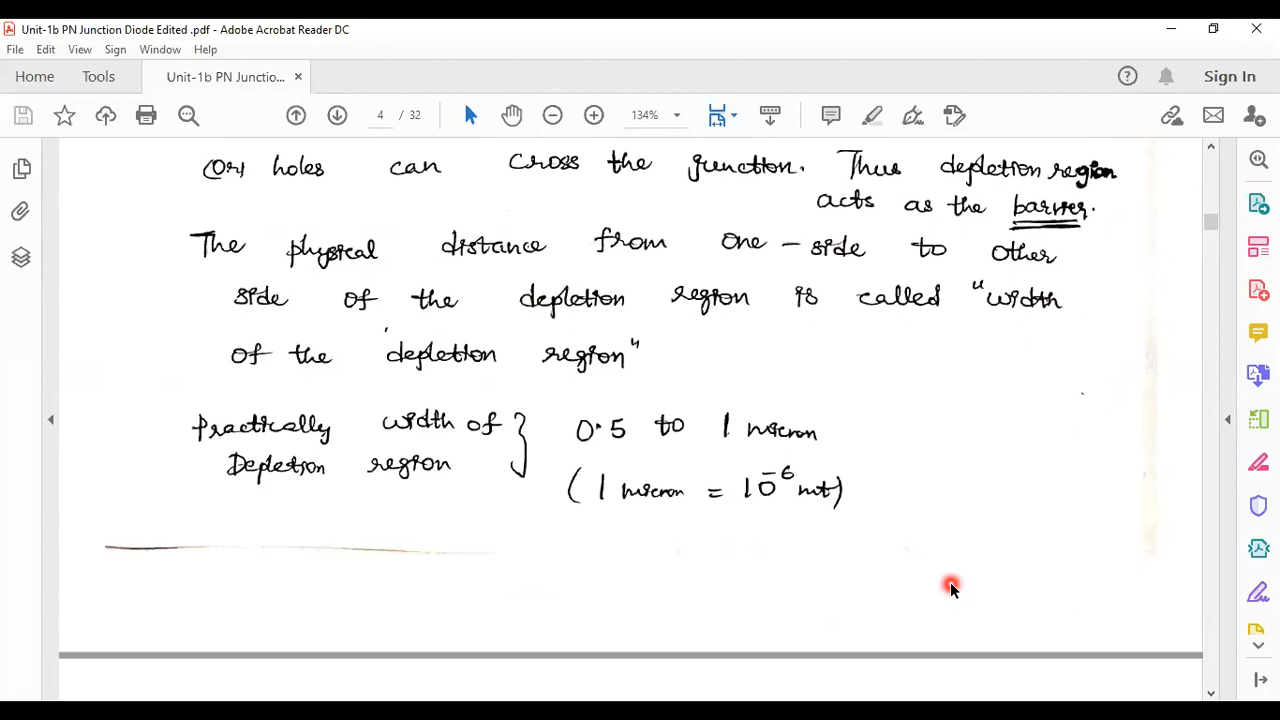 Unit-1b PN Junction Diode Edited .pdf - Adobe Acrobat Reader DC
File Edit View Sign Window Help
Home Tools Unit-1b PN Junctio... × Sign In
4 / 32 134%
(or) holes can cross the junction. Thus depletion region
acts as the barrier.
The physical distance from one - side to other
side of the depletion region is called "width
of the depletion region"
Practically width of } 0.5 to 1 micron
Depletion region
(1 micron = 10⁻⁶ mt)